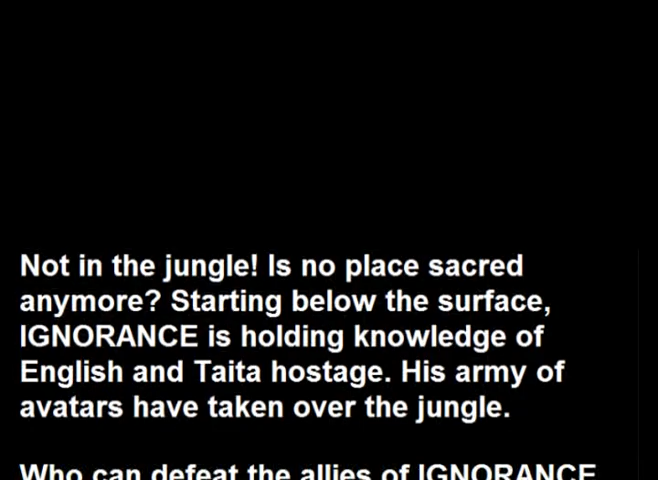 Not in the jungle! Is no place sacred
anymore? Starting below the surface,
IGNORANCE is holding knowledge of
English and Taita hostage. His army of
avatars have taken over the jungle.
Who can defeat the allies of IGNORANCE